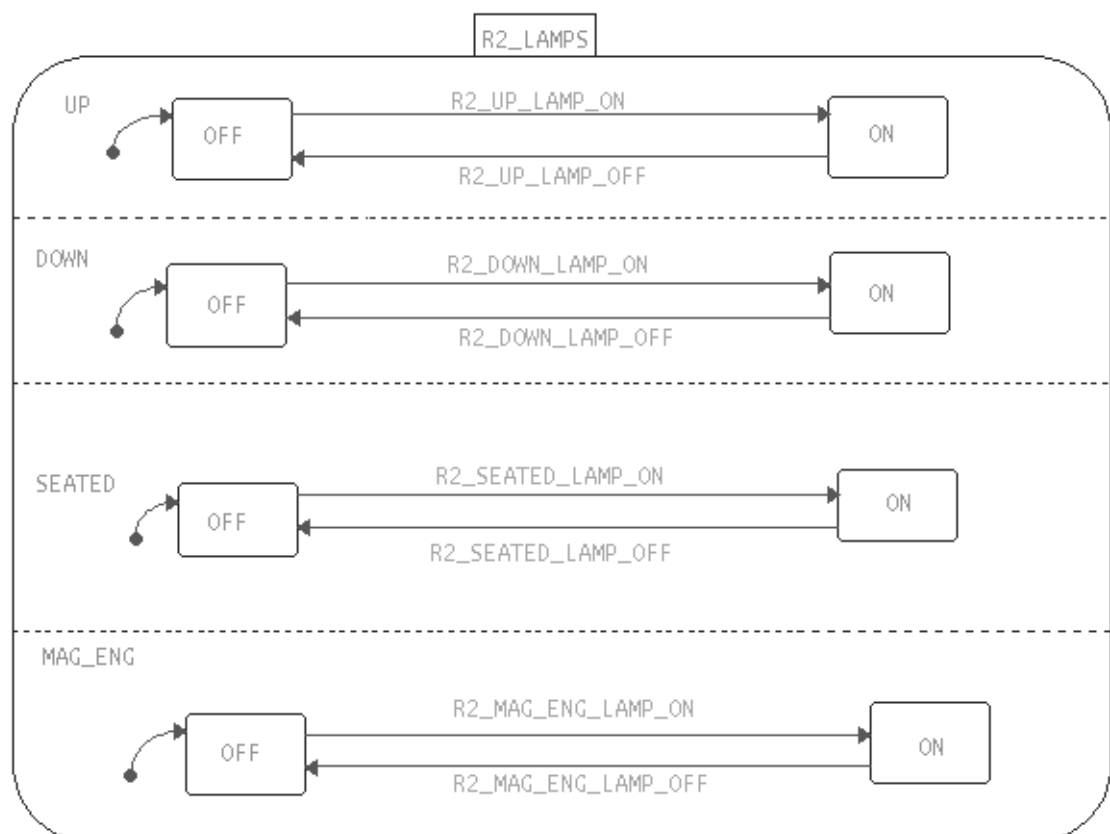 R2_LAMPS
UP
R2_UP_LAMP_ON
OFF
ON
R2_UP_LAMP_OFF
DOWN
R2_DOWN_LAMP_ON
OFF
ON
R2_DOWN_LAMP_OFF
SEATED
R2_SEATED_LAMP_ON
OFF
ON
R2_SEATED_LAMP_OFF
MAG_ENG
R2_MAG_ENG_LAMP_ON
OFF
ON
R2_MAG_ENG_LAMP_OFF